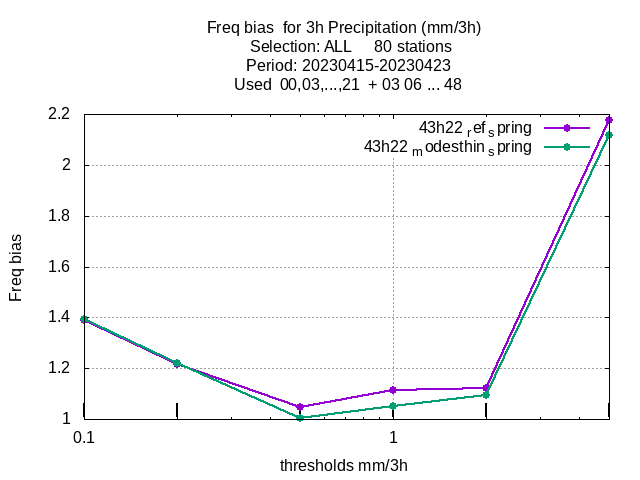 Freq bias  for 3h Precipitation (mm/3h)
Selection: ALL     80 stations
Period: 20230415-20230423
Used  00,03,...,21  + 03 06 ... 48
43h22 ref spring
43h22 modesthin spring
2.2
2
1.8
1.6
1.4
1.2
1
Freq bias
0.1 1
thresholds mm/3h